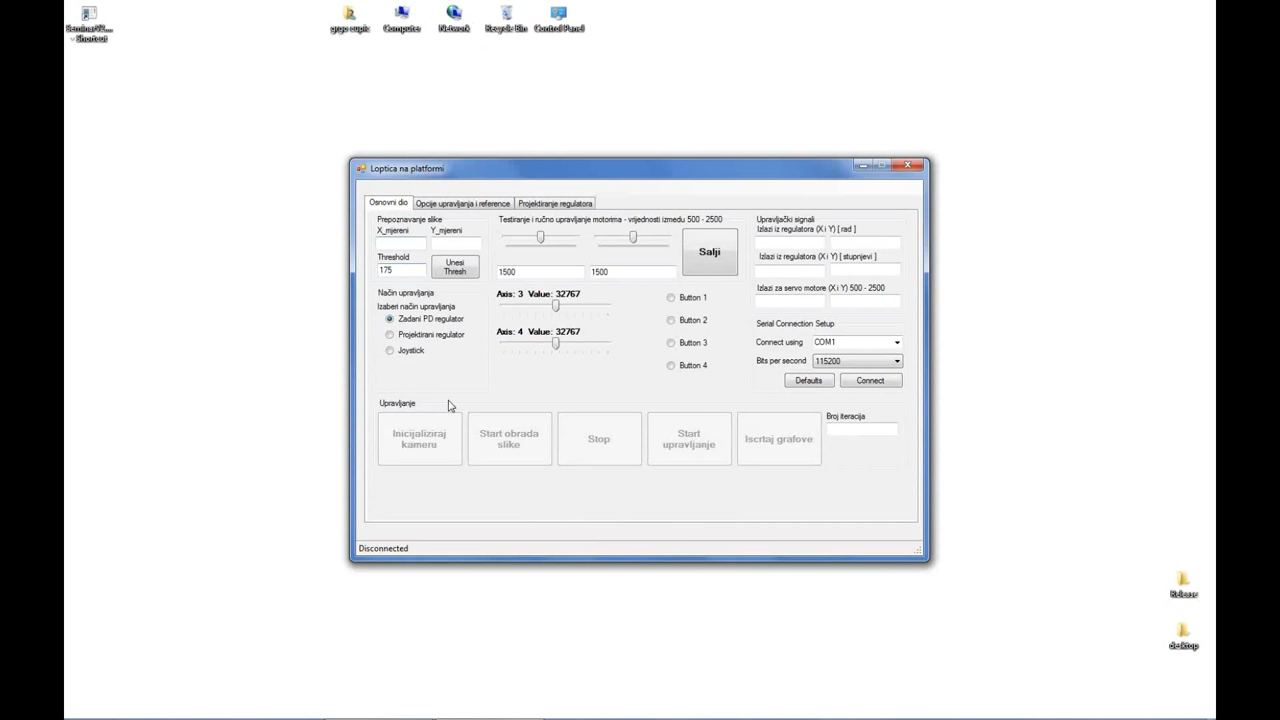 grgo cupic
Computer
Network
Recycle Bin
Control Panel
- Shortcut
Loptica na platformi
Osnovni dio
Opcije upravljanja i reference
Projektiranje regulatora
Prepoznavanje slike
X_mjereni
Y_mjereni
Threshold
175
Unesi
Thresh
Način upravljanja
Izaberi način upravljanja
Zadani PD regulator
Projektirani regulator
Joystick
Testiranje i ručno upravljanje motorima - vrijednosti između 500 - 2500
1500
1500
Salji
Axis: 3 Value: 32767
Axis: 4 Value: 32767
Button 1
Button 2
Button 3
Button 4
Upravljački signali
Izlazi iz regulatora (X i Y) [ rad ]
Izlazi iz regulatora (X i Y) [ stupnjevi ]
Izlazi za servo motore (X i Y) 500 - 2500
Serial Connection Setup
Connect using
COM1
Bits per second
115200
Defaults
Connect
Upravljanje
Inicijaliziraj
kameru
Start obrada
slike
Stop
Start
upravljanje
Iscrtaj grafove
Broj iteracija
Disconnected
Release
desktop